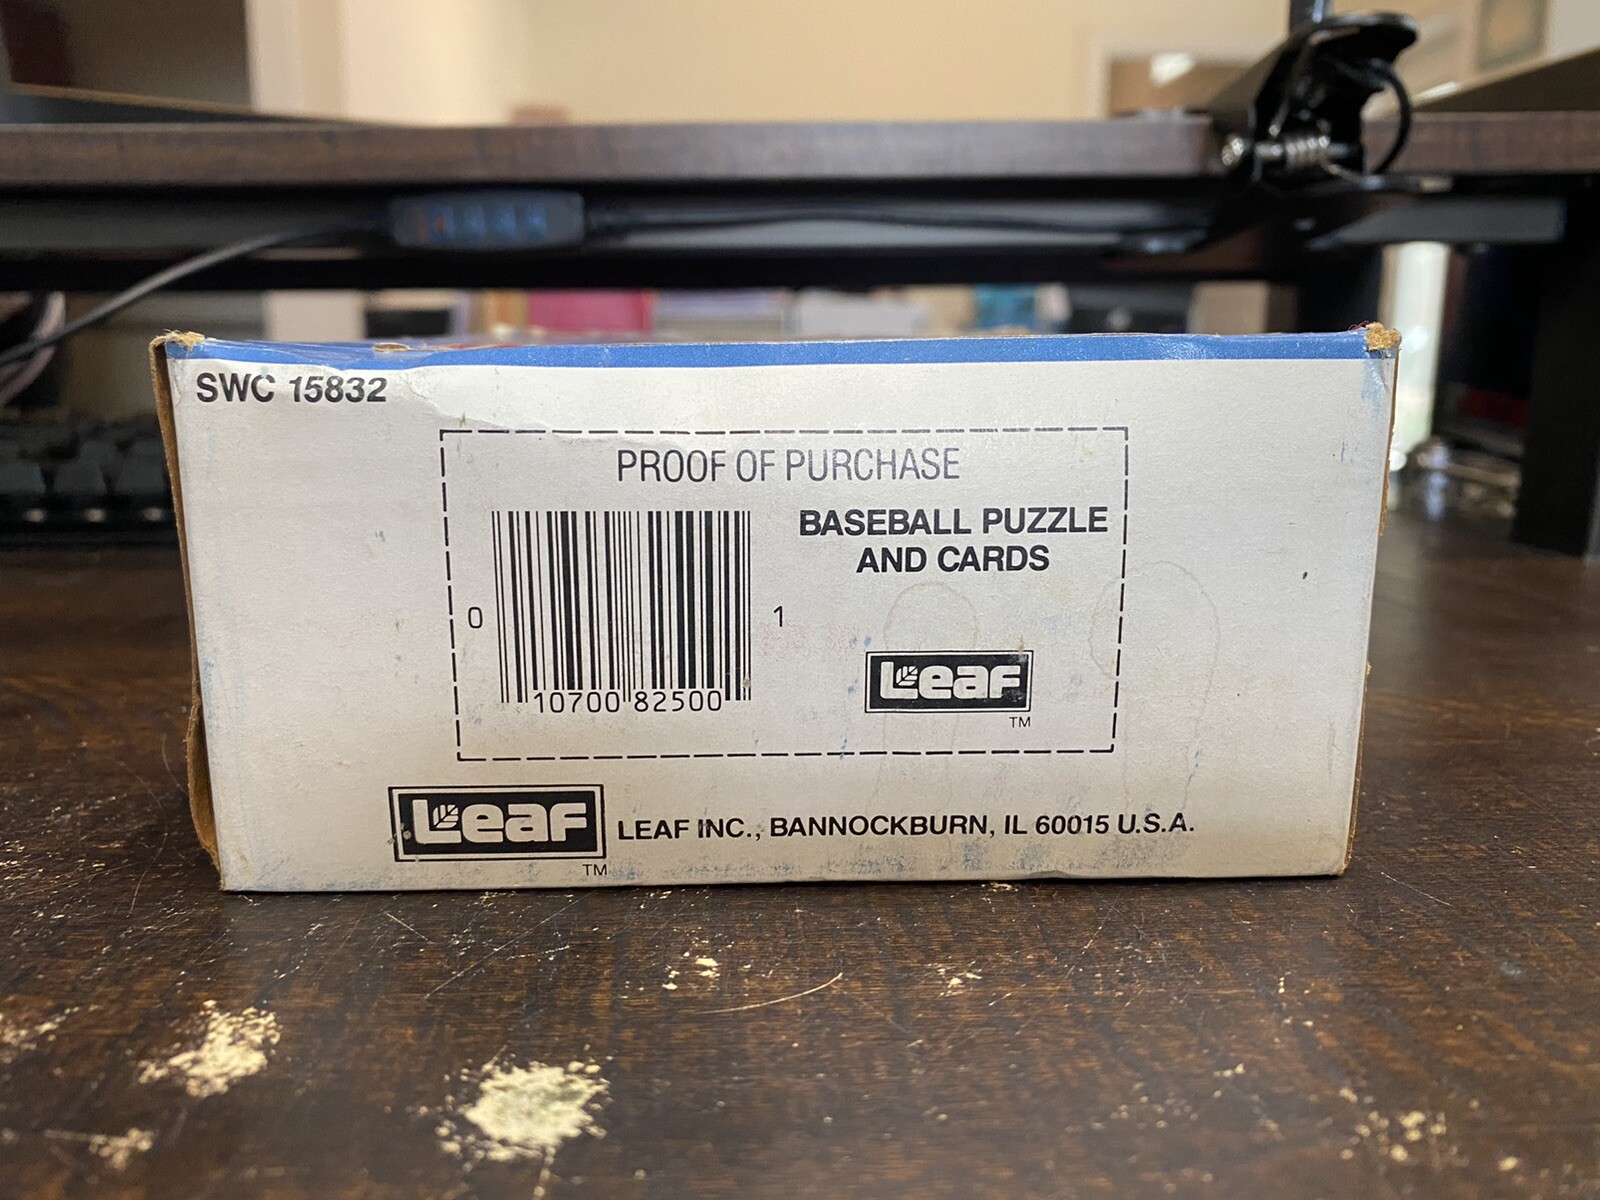 SWC 15832
PROOF OF PURCHASE
BASEBALL PUZZLE
AND CARDS
0 10700 82500 1
Leaf
TM
Leaf
TM
LEAF INC., BANNOCKBURN, IL 60015 U.S.A.